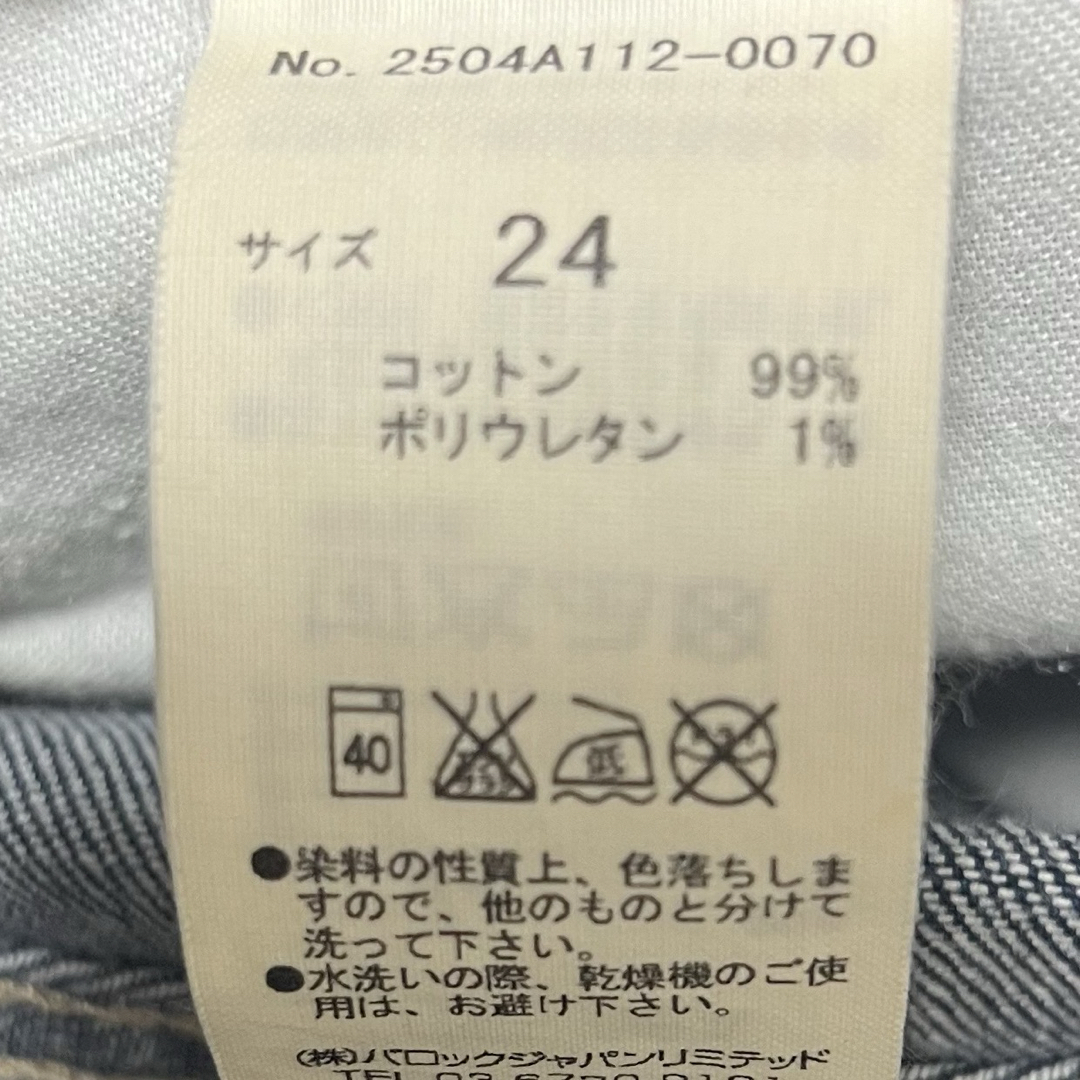 No. 2504A112-0070
サイズ 24
コットン 99%
ポリウレタン 1%
40 低
●染料の性質上、色落ちしま
すので、他のものと分けて
洗って下さい。
●水洗いの際、乾燥機のご使
用は、お避け下さい。
(株)バロックジャパンリミテッド